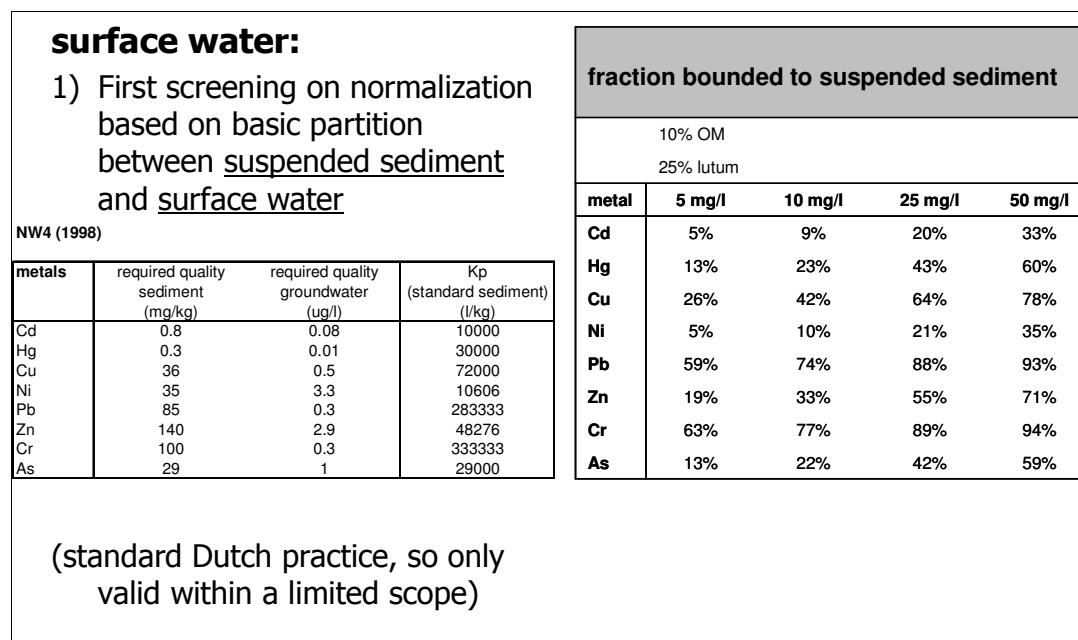 surface water:
1) First screening on normalization
based on basic partition
between suspended sediment
and surface water
NW4 (1998)
metals required quality required quality Kp
sediment groundwater (standard sediment)
(mg/kg) (ug/l) (l/kg)
Cd 0.8 0.08 10000
Hg 0.3 0.01 30000
Cu 36 0.5 72000
Ni 35 3.3 10606
Pb 85 0.3 283333
Zn 140 2.9 48276
Cr 100 0.3 333333
As 29 1 29000
(standard Dutch practice, so only
valid within a limited scope)
fraction bounded to suspended sediment
10% OM
25% lutum
metal 5 mg/l 10 mg/l 25 mg/l 50 mg/l
Cd 5% 9% 20% 33%
Hg 13% 23% 43% 60%
Cu 26% 42% 64% 78%
Ni 5% 10% 21% 35%
Pb 59% 74% 88% 93%
Zn 19% 33% 55% 71%
Cr 63% 77% 89% 94%
As 13% 22% 42% 59%